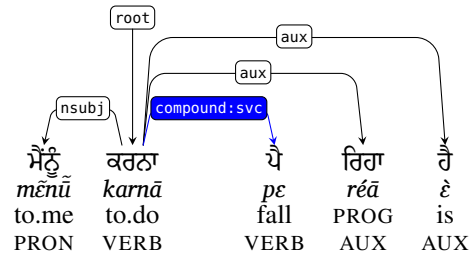 root
aux
aux
nsubj compound:svc
ਮੈਂਨੂੰ ਕਰਨਾ ਪੈ ਰਿਹਾ ਹੈ
mɛ̃nū̃ karnā pɛ réā ɛ̀
to.me to.do fall PROG is
PRON VERB VERB AUX AUX